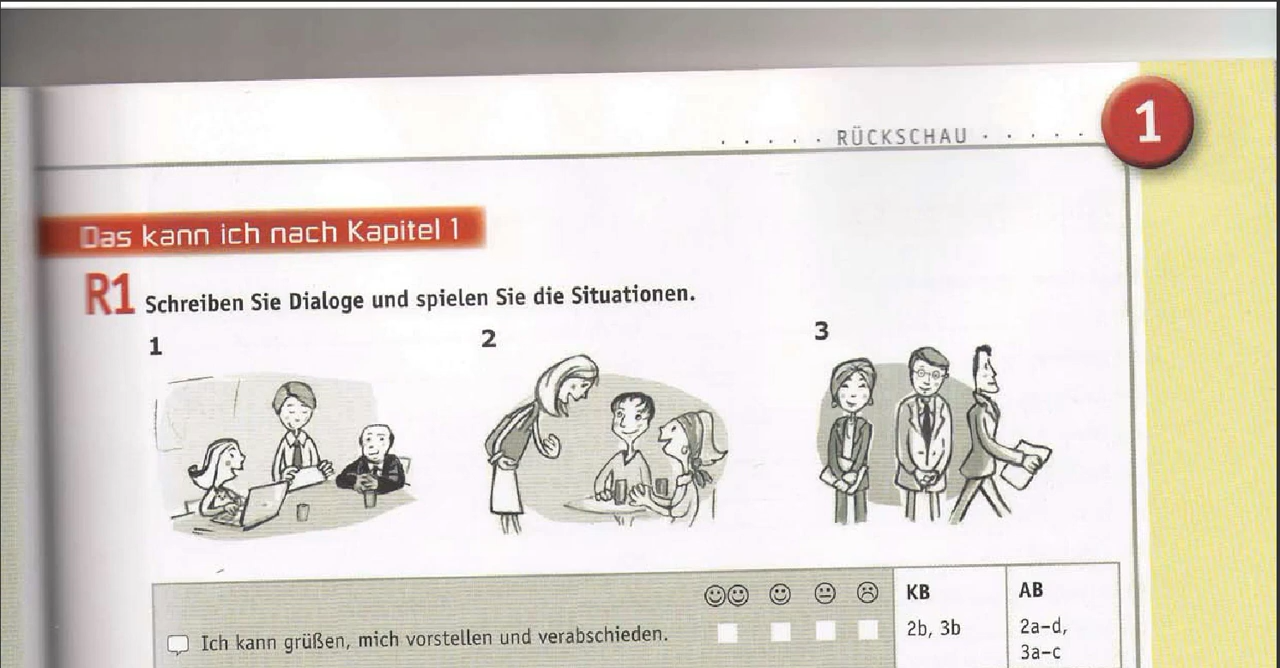 RÜCKSCHAU
1
Das kann ich nach Kapitel 1
R1 Schreiben Sie Dialoge und spielen Sie die Situationen.
1
2
3
KB
AB
Ich kann grüßen, mich vorstellen und verabschieden.
2b, 3b
2a–d,
3a–c